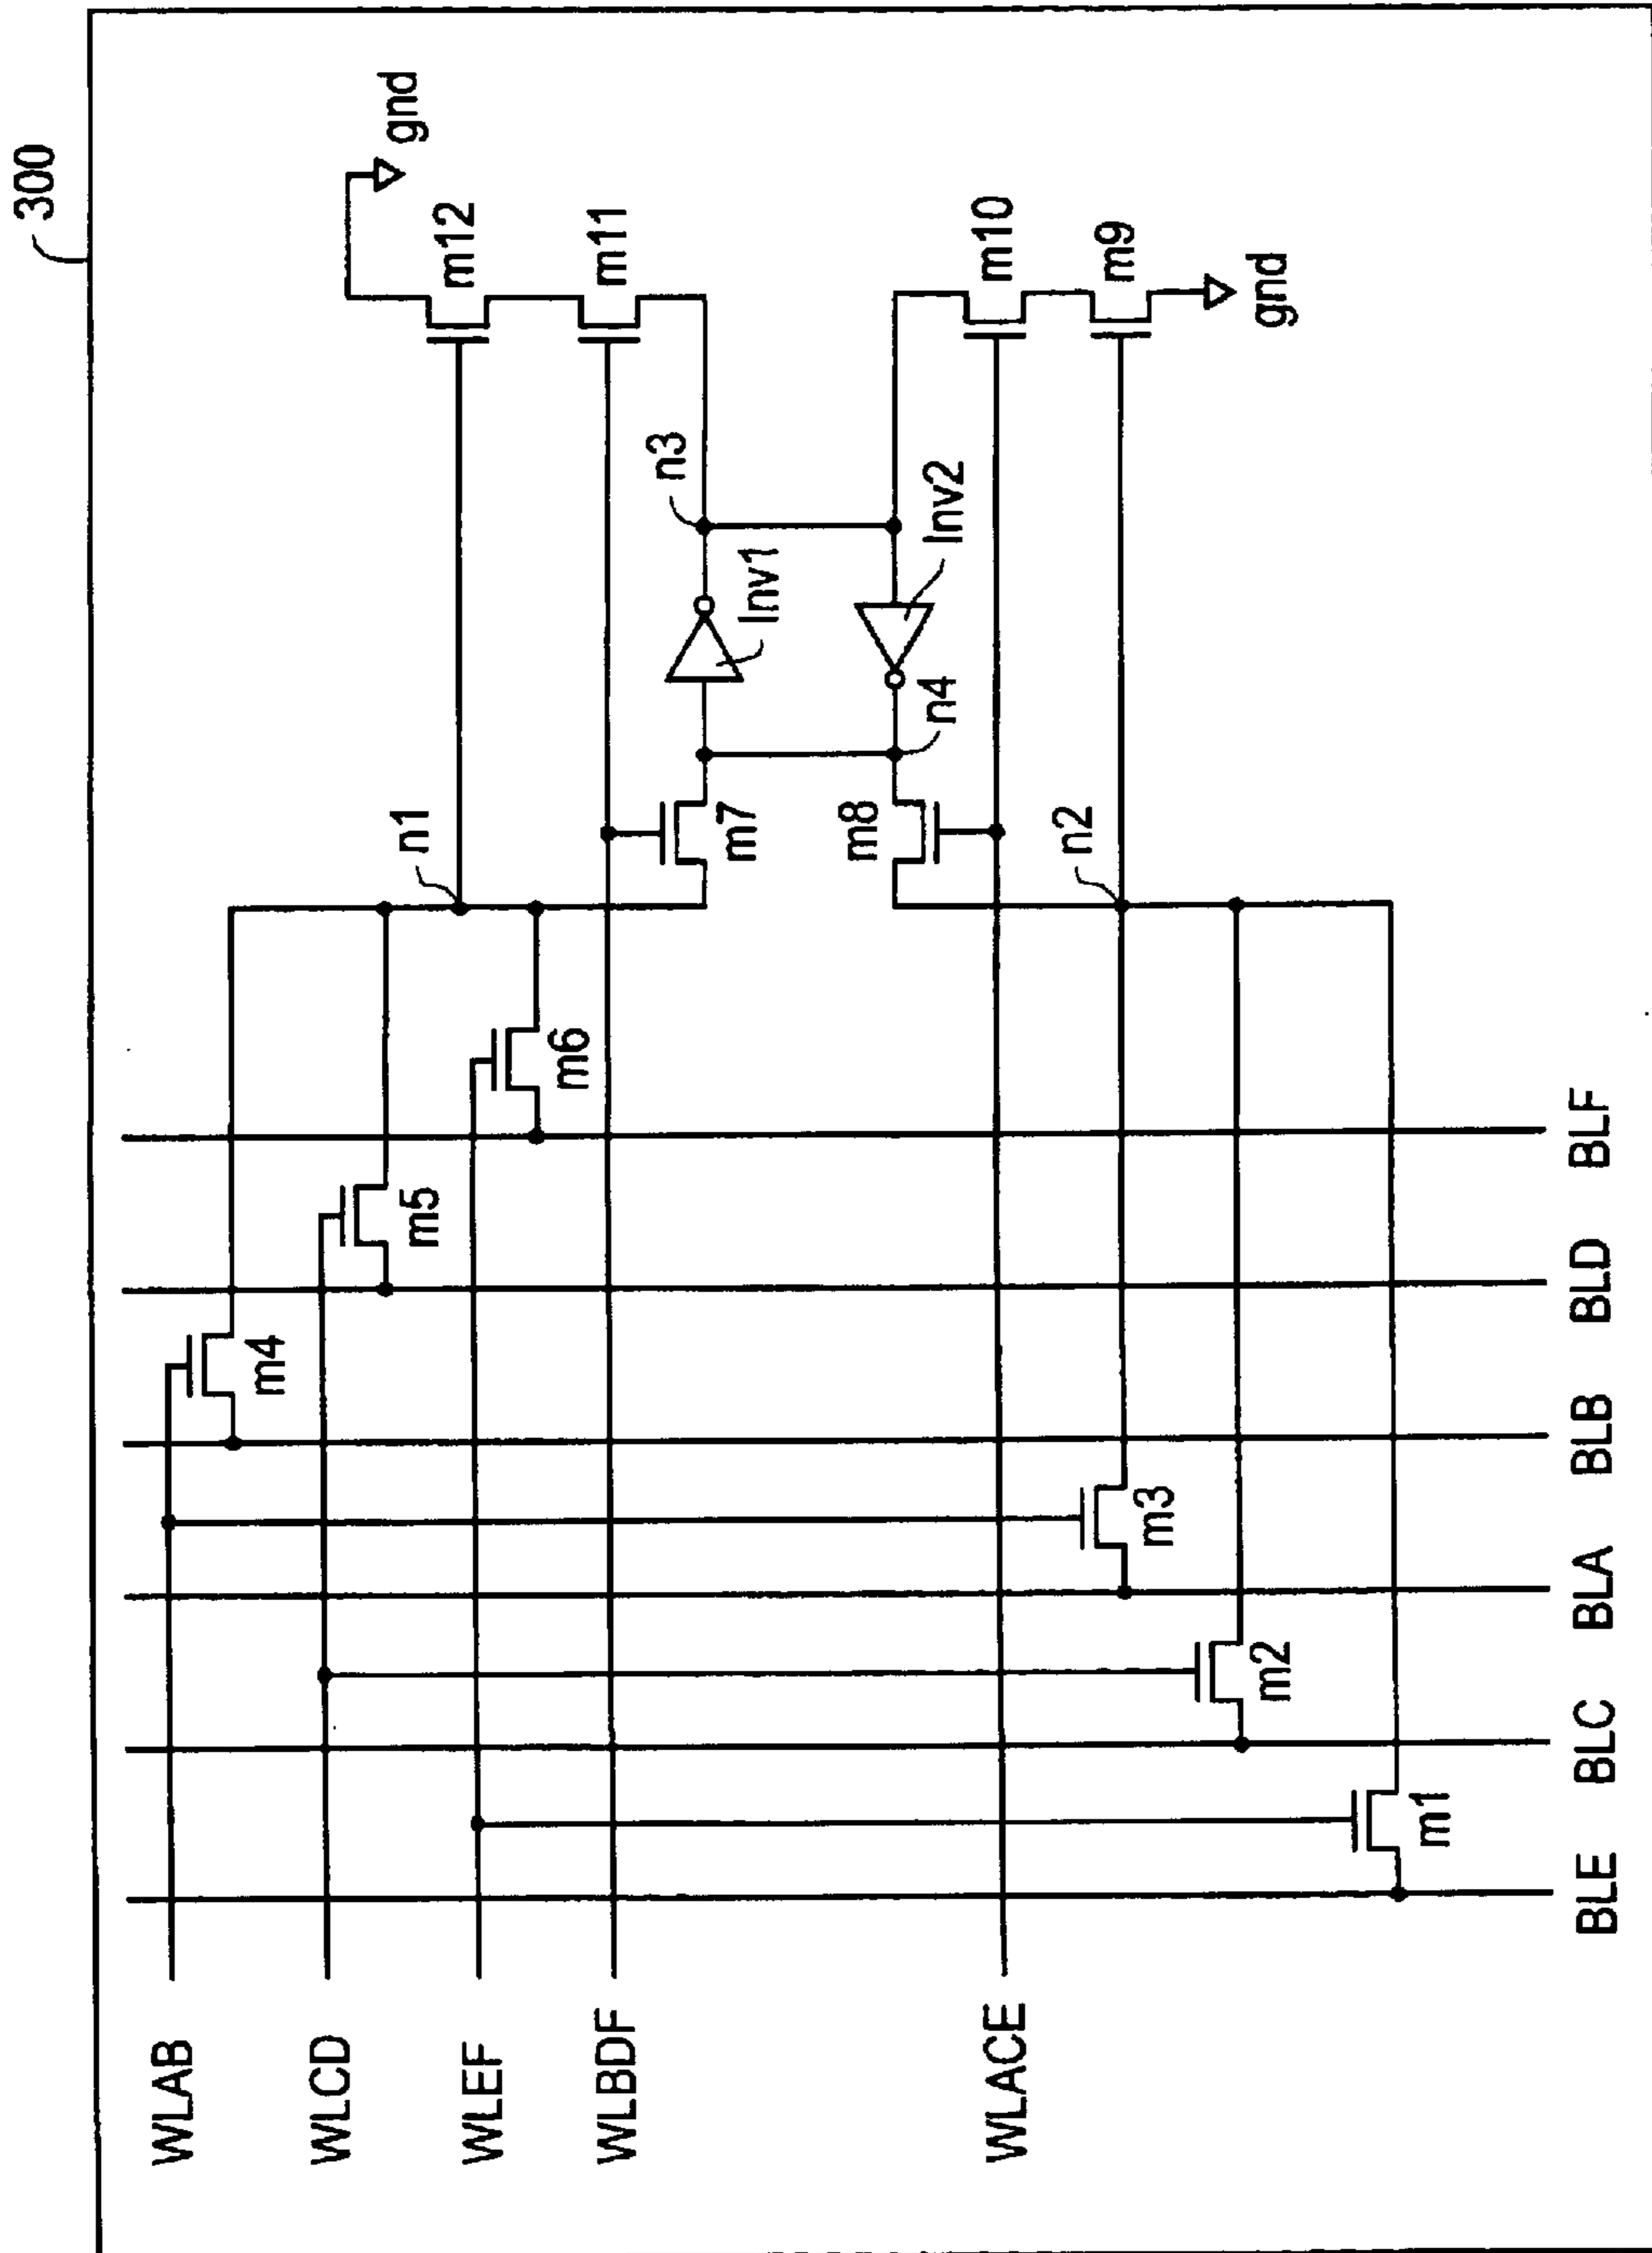 300
WLAB
WLCD
WLEF
WLBDF
WLACE
gnd
m12
m11
m10
m9
gnd
n3
Inv1
Inv2
n4
n1
m7
m8
n2
m6
m5
m4
m3
m2
m1
BLE
BLC
BLA
BLB
BLD
BLF